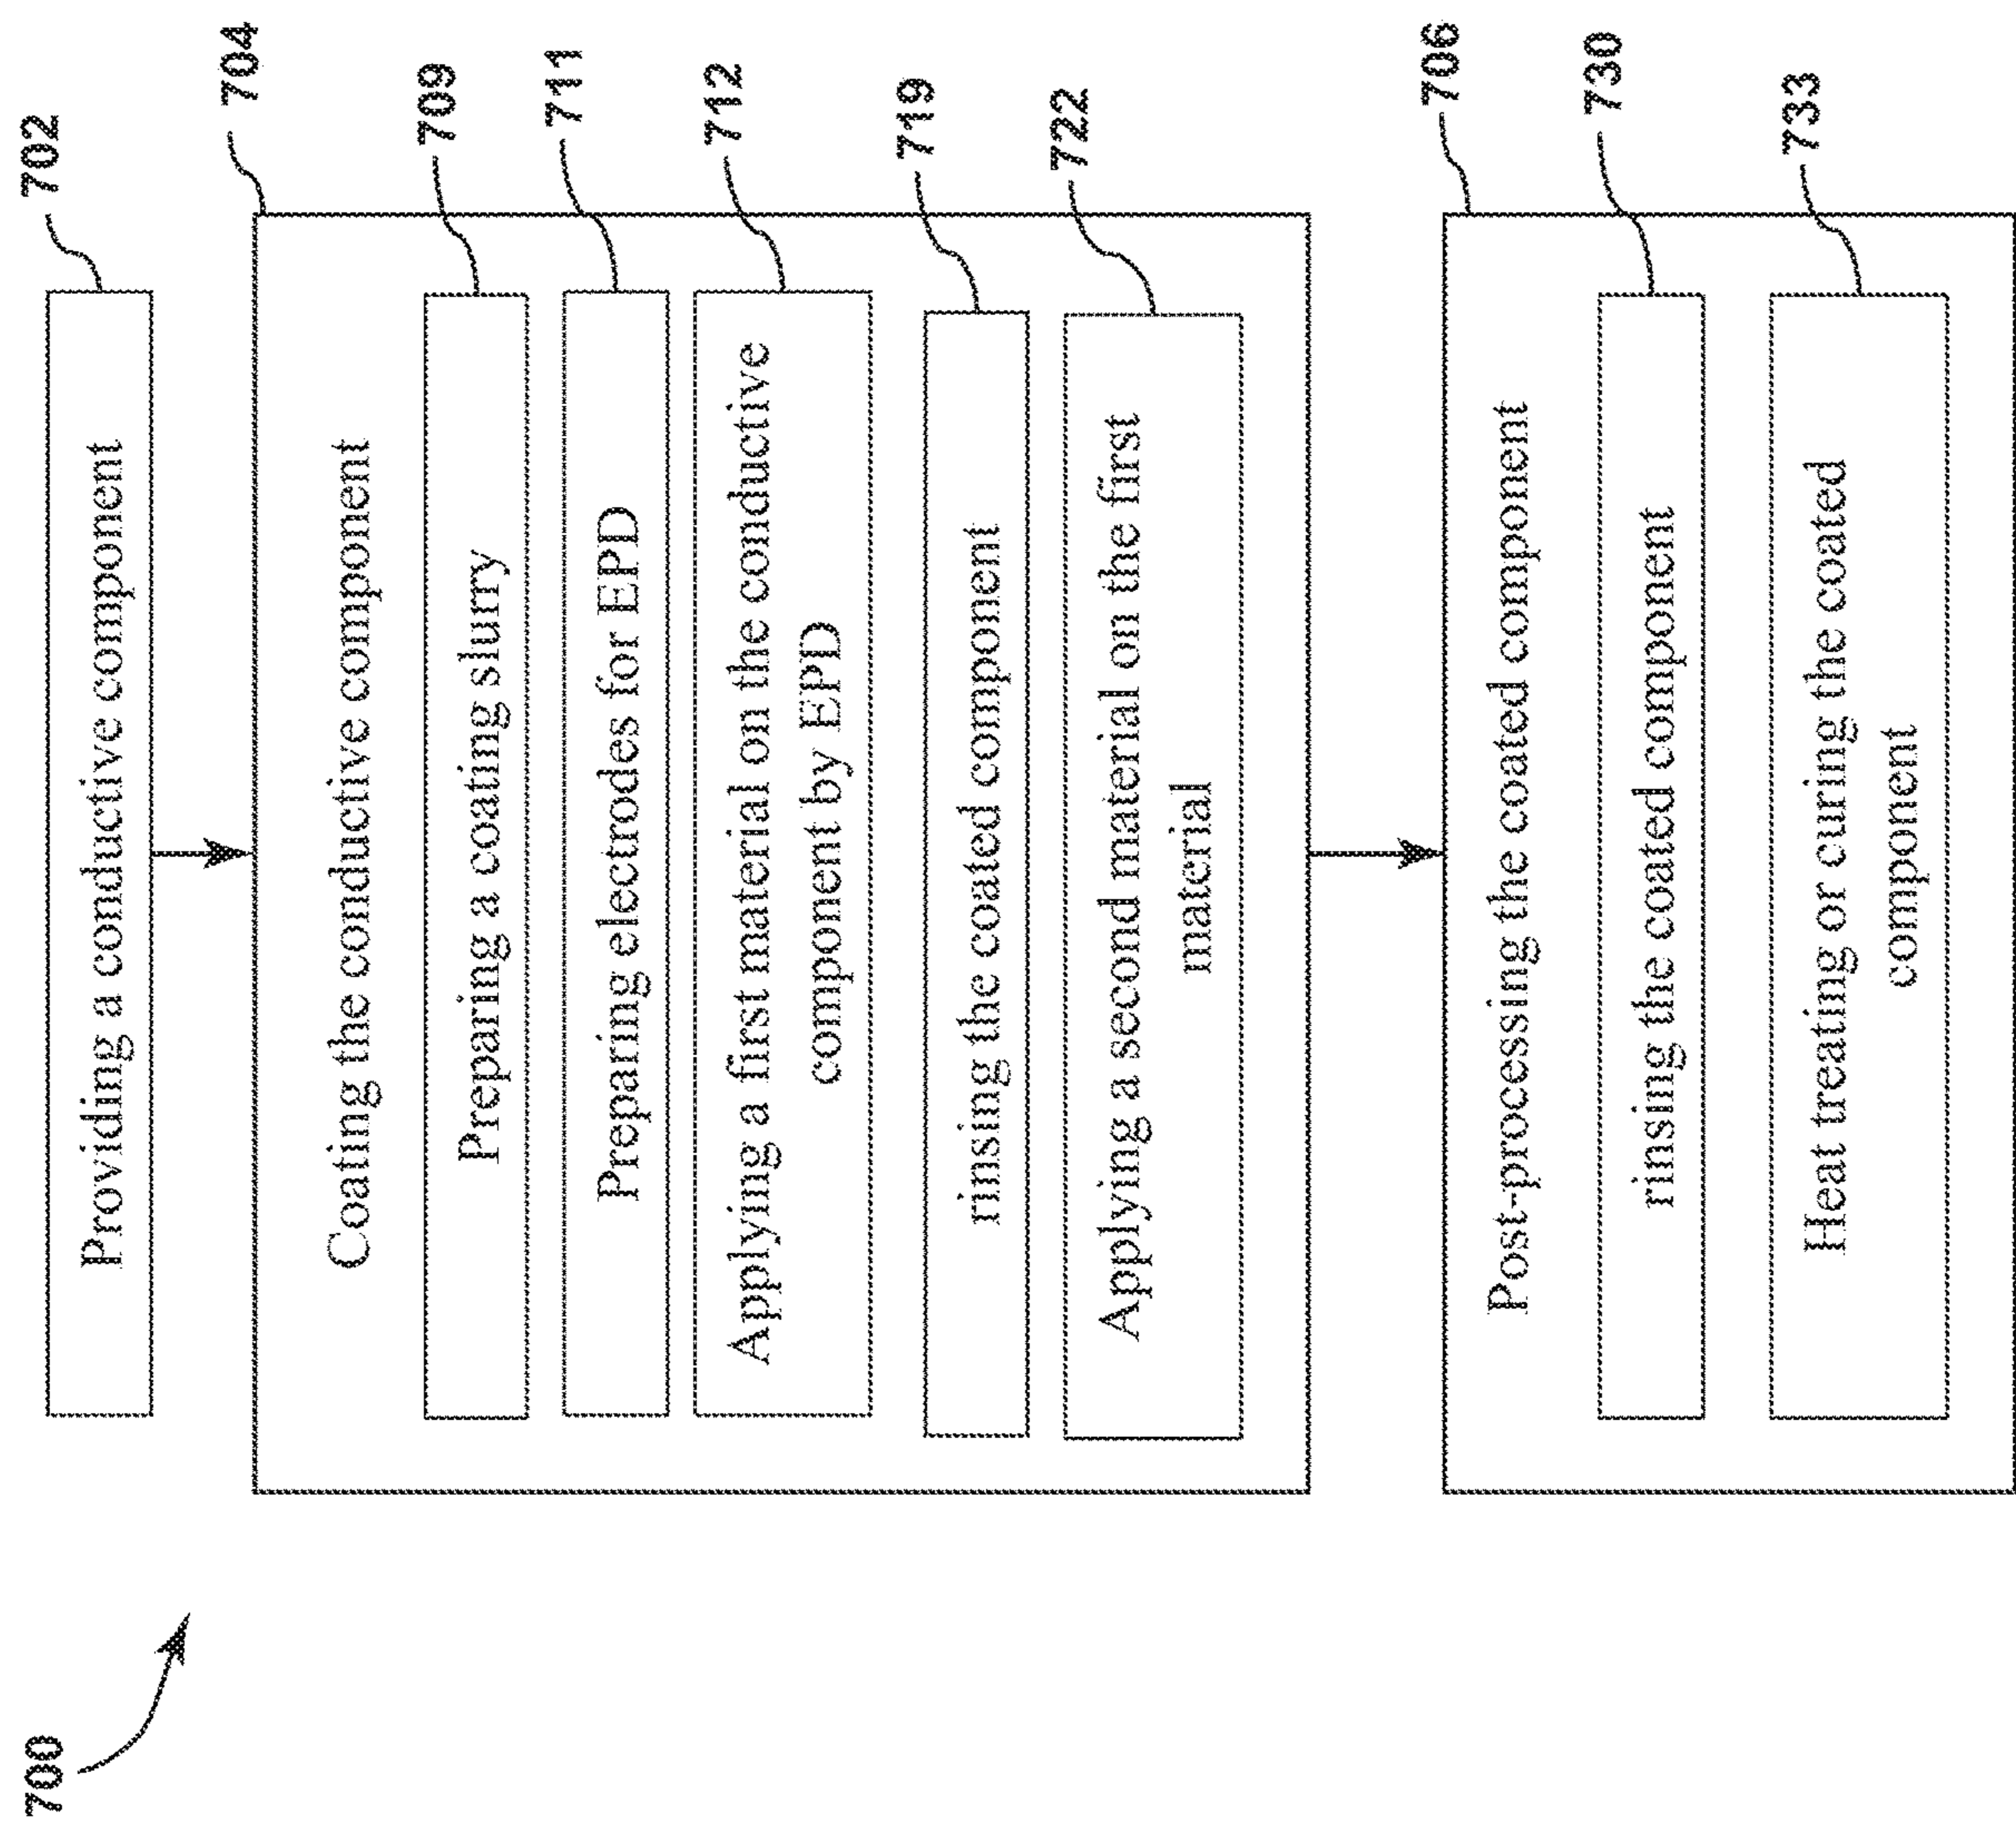 700
702
Providing a conductive component
704
Coating the conductive component
709
Preparing a coating slurry
711
Preparing electrodes for EPD
712
Applying a first material on the conductive
component by EPD
719
rinsing the coated component
722
Applying a second material on the first
material
706
Post-processing the coated component
730
rinsing the coated component
733
Heat treating or curing the coated
component